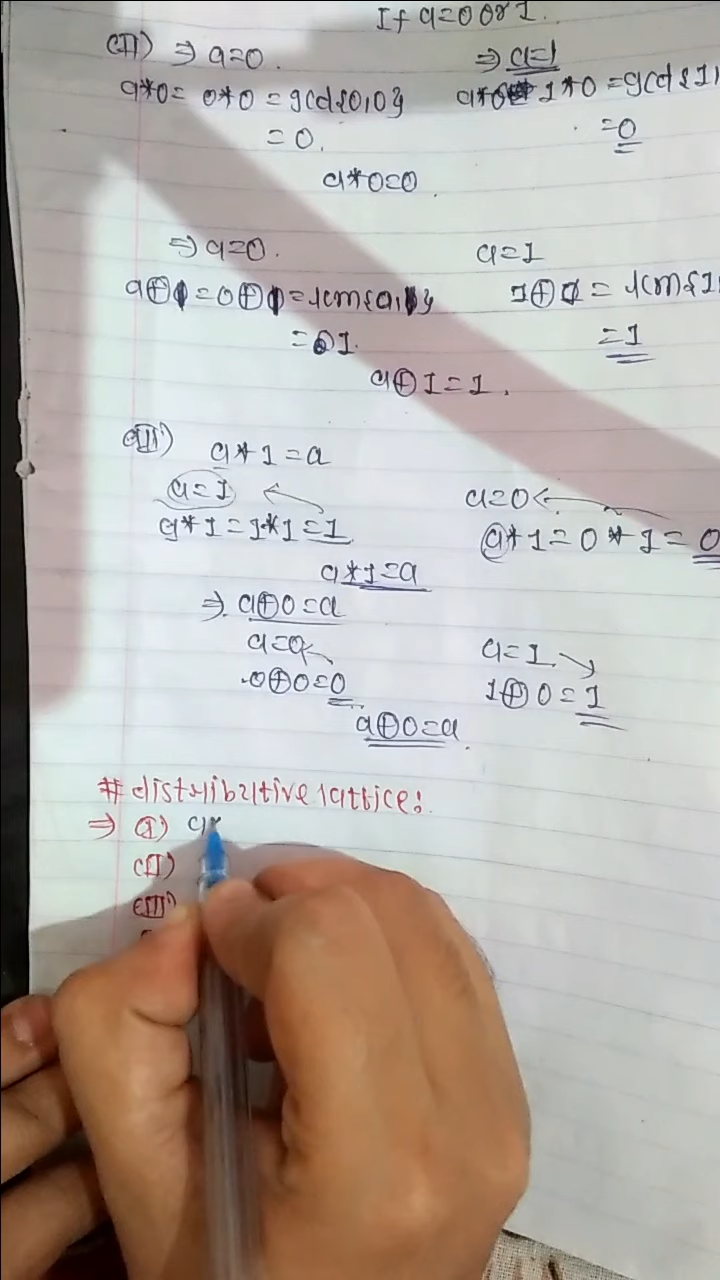 If a=0 or 1.
(II) ⇒ a=0. ⇒ a=1
a*0= 0*0 = gcd{0,0} 1*0 = gcd{1,
= 0. =0
a*0=0.
⇒ a=0. a=1
=0⊕1=lcm{0,1} 1⊕1 = lcm{1
= 1. =1
a⊕1=1.
(III) a*1=a
a=1 a=0
a*1=1*1=1 a*1=0*1=0
a*1=a
⇒ a⊕0=a
a=0 a=1
0⊕0=0 1⊕0=1
a⊕0=a.
# distributive lattice:
⇒ (I) a*
(II)
(III)